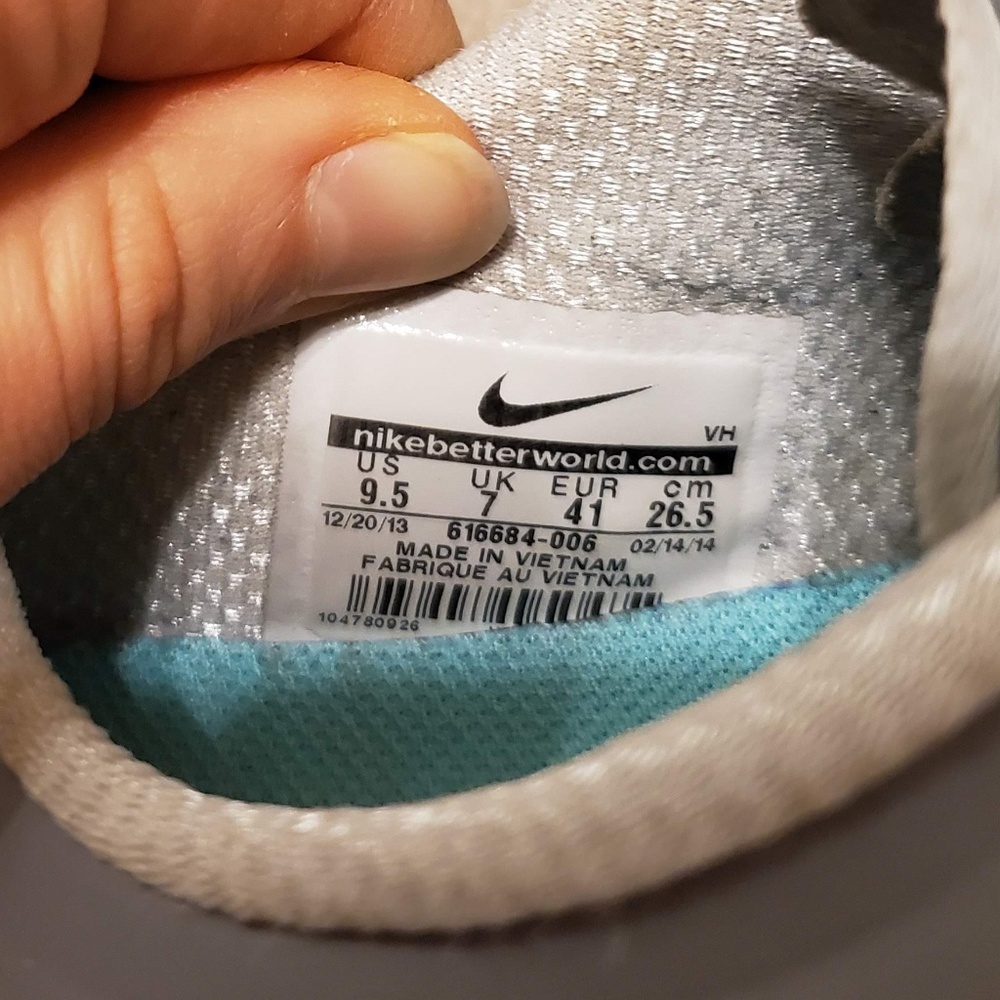 VH
nikebetterworld.com
US UK EUR cm
9.5 7 41 26.5
12/20/13 616684-006 02/14/14
MADE IN VIETNAM
FABRIQUE AU VIETNAM
104780926